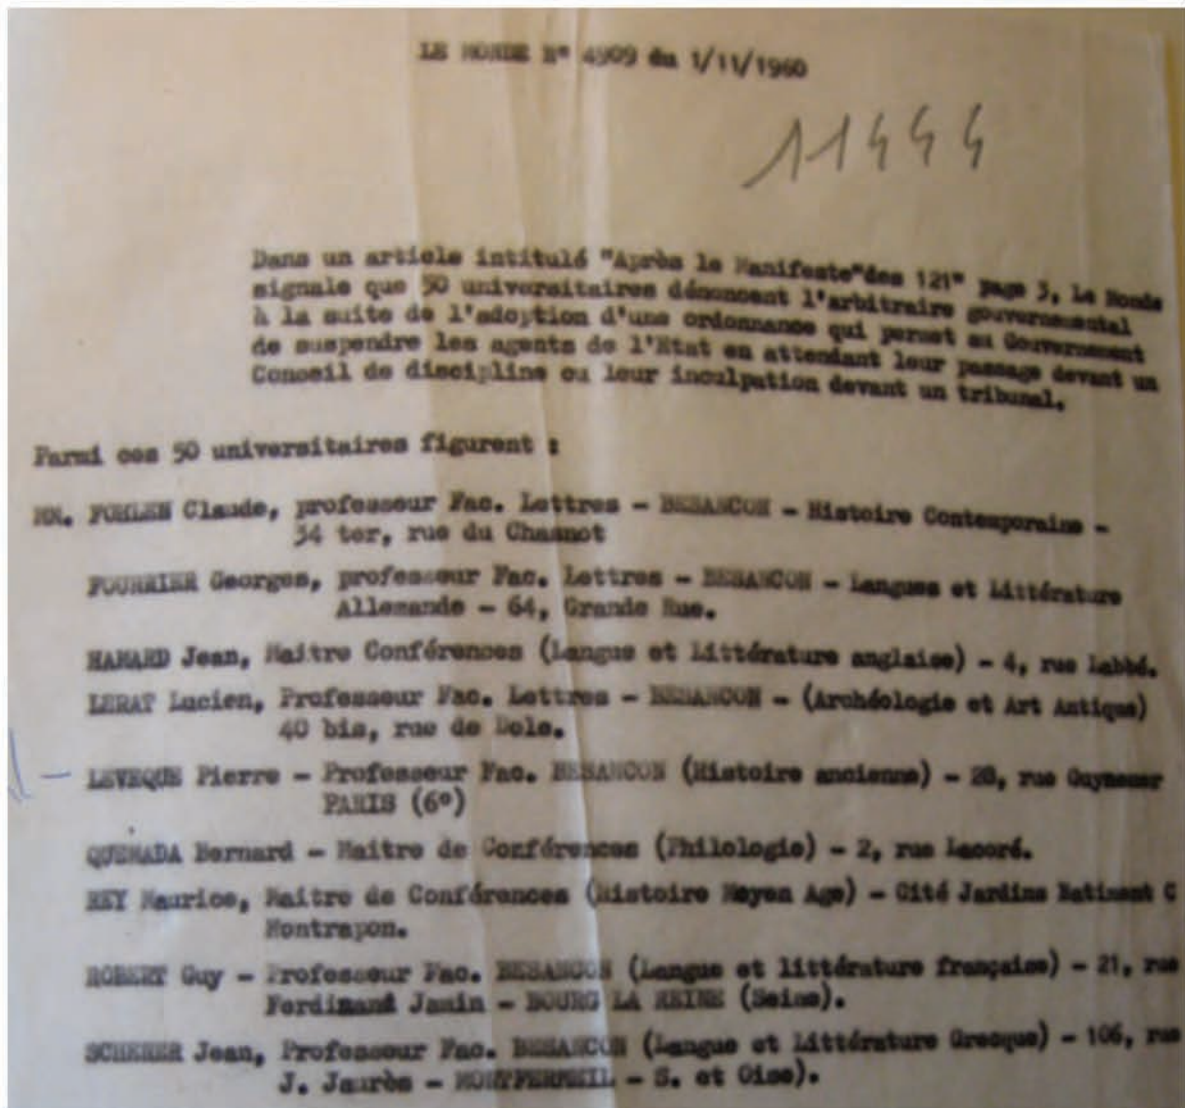 LE MONDE N° 4909 du 1/11/1960
11444
Dans un article intitulé "Après le Manifeste"des 121" page 3, Le Monde
signale que 50 universitaires dénoncent l'arbitraire gouvernemental
à la suite de l'adoption d'une ordonnance qui permet au Gouvernement
de suspendre les agents de l'Etat en attendant leur passage devant un
Conseil de discipline ou leur inculpation devant un tribunal.
Parmi ces 50 universitaires figurent :
MM. FOHLEN Claude, professeur Fac. Lettres - BESANCON - Histoire Contemporaine -
34 ter, rue du Chasnot
FOURRIER Georges, professeur Fac. Lettres - BESANCON - Langues et Littérature
Allemande - 64, Grande Rue.
HAMARD Jean, Maitre Conférences (Langue et Littérature anglaise) - 4, rue Labbé.
LERAT Lucien, Professeur Fac. Lettres - BESANCON - (Archéologie et Art Antique)
40 bis, rue de Dole.
LEVEQUE Pierre - Professeur Fac. BESANCON (Histoire ancienne) - 28, rue Guynemer
PARIS (6°)
QUEMADA Bernard - Maitre de Conférences (Philologie) - 2, rue Lacoré.
REY Maurice, Maitre de Conférences (Histoire Moyen Age) - Cité Jardins Batiment C
Montrapon.
ROBERT Guy - Professeur Fac. BESANCON (Langue et littérature française) - 21, rue
Ferdinand Jamin - BOURG LA REINE (Seine).
SCHERER Jean, Professeur Fac. BESANCON (Langue et Littérature Grecque) - 106, rue
J. Jaurès - MONTFERMEIL - S. et Oise).